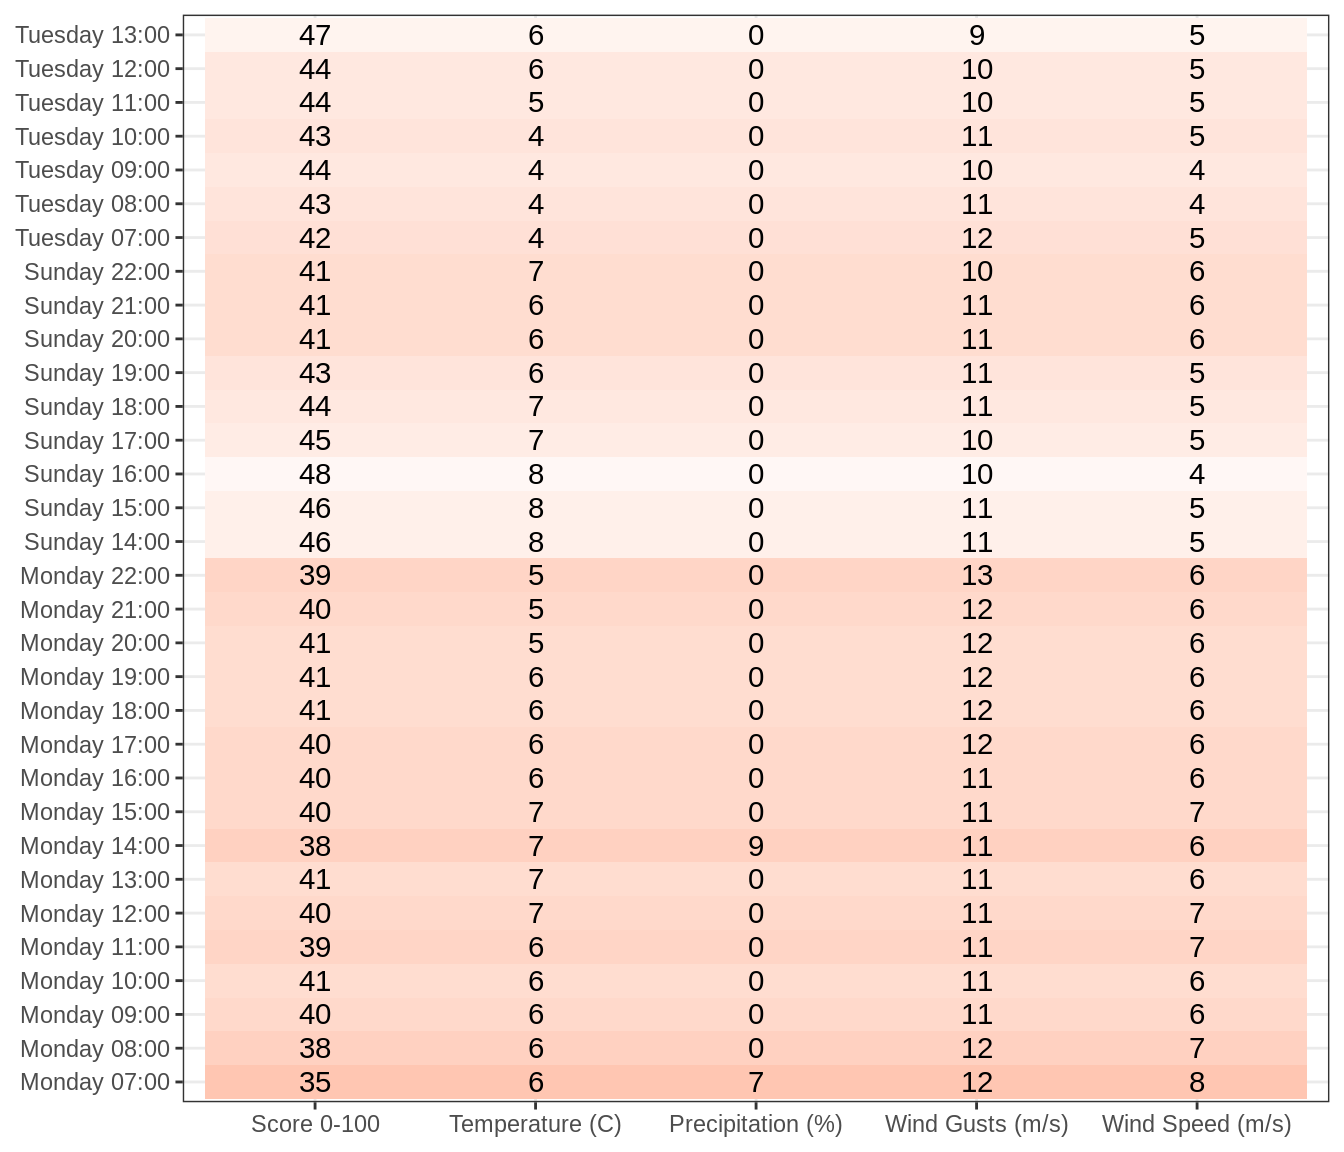 Tuesday 13:00 47 6 0 9 5
Tuesday 12:00 44 6 0 10 5
Tuesday 11:00 44 5 0 10 5
Tuesday 10:00 43 4 0 11 5
Tuesday 09:00 44 4 0 10 4
Tuesday 08:00 43 4 0 11 4
Tuesday 07:00 42 4 0 12 5
Sunday 22:00 41 7 0 10 6
Sunday 21:00 41 6 0 11 6
Sunday 20:00 41 6 0 11 6
Sunday 19:00 43 6 0 11 5
Sunday 18:00 44 7 0 11 5
Sunday 17:00 45 7 0 10 5
Sunday 16:00 48 8 0 10 4
Sunday 15:00 46 8 0 11 5
Sunday 14:00 46 8 0 11 5
Monday 22:00 39 5 0 13 6
Monday 21:00 40 5 0 12 6
Monday 20:00 41 5 0 12 6
Monday 19:00 41 6 0 12 6
Monday 18:00 41 6 0 12 6
Monday 17:00 40 6 0 12 6
Monday 16:00 40 6 0 11 6
Monday 15:00 40 7 0 11 7
Monday 14:00 38 7 9 11 6
Monday 13:00 41 7 0 11 6
Monday 12:00 40 7 0 11 7
Monday 11:00 39 6 0 11 7
Monday 10:00 41 6 0 11 6
Monday 09:00 40 6 0 11 6
Monday 08:00 38 6 0 12 7
Monday 07:00 35 6 7 12 8
Score 0-100 Temperature (C) Precipitation (%) Wind Gusts (m/s) Wind Speed (m/s)